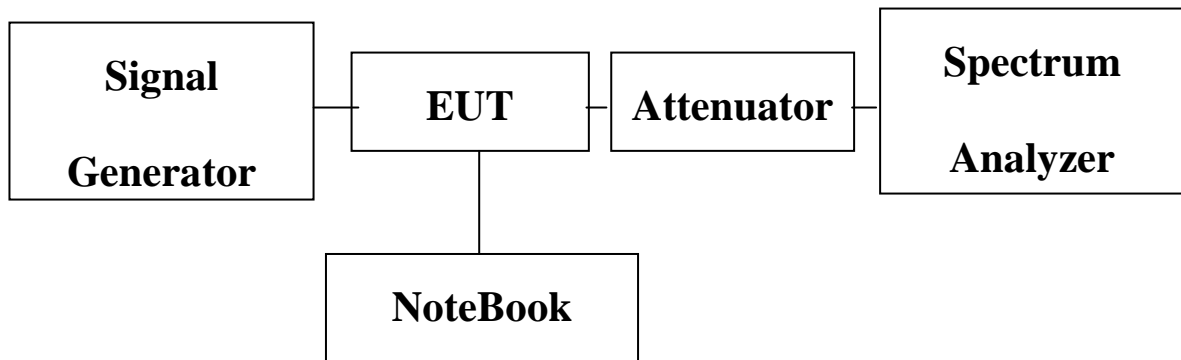 Signal
Generator
EUT
Attenuator
Spectrum
Analyzer
NoteBook